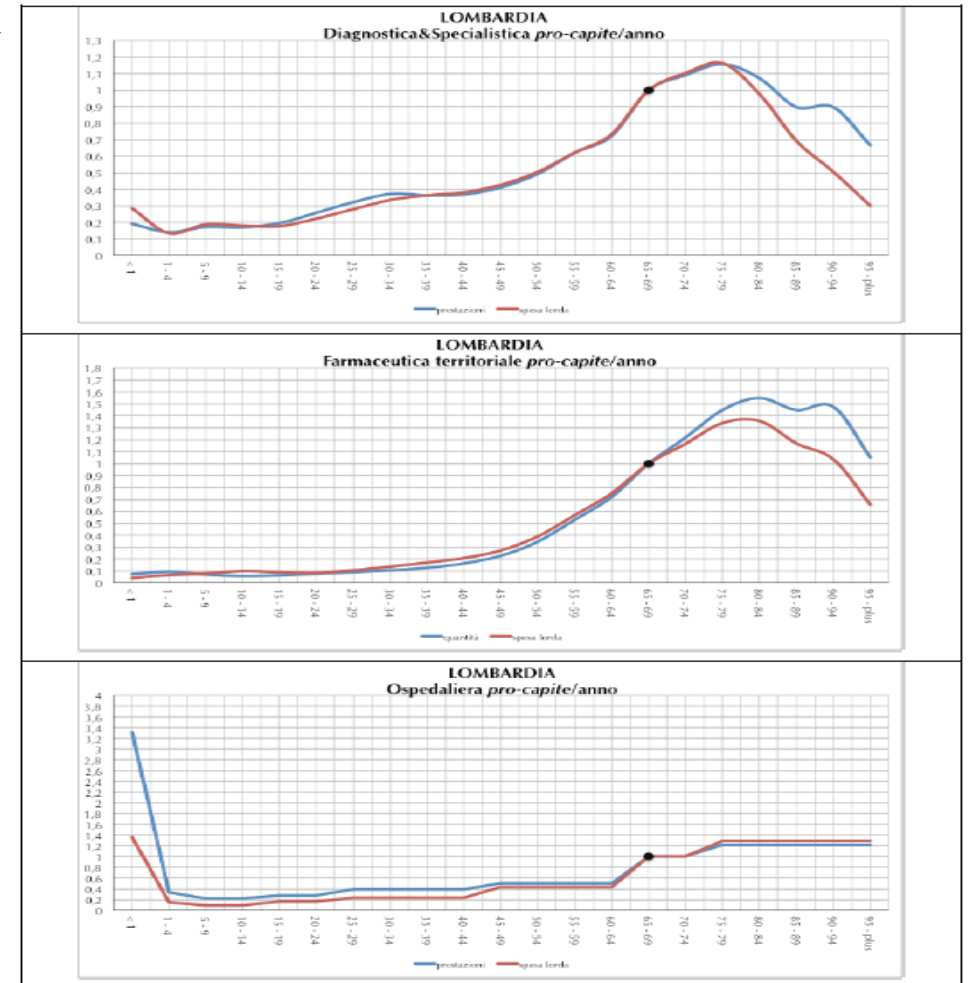 LOMBARDIA
Diagnostica&Specialistica pro-capite/anno
1,3
1,2
1,1
1
0,9
0,8
0,7
0,6
0,5
0,4
0,3
0,2
0,1
0
< 1
1 - 4
5 - 9
10 - 14
15 - 19
20 - 24
25 - 29
30 - 34
35 - 39
40 - 44
45 - 49
50 - 54
55 - 59
60 - 64
65 - 69
70 - 74
75 - 79
80 - 84
85 - 89
90 - 94
95 - plus
prestazioni spesa lorda
LOMBARDIA
Farmaceutica territoriale pro-capite/anno
1,8
1,7
1,6
1,5
1,4
1,3
1,2
1,1
1
0,9
0,8
0,7
0,6
0,5
0,4
0,3
0,2
0,1
0
< 1
1 - 4
5 - 9
10 - 14
15 - 19
20 - 24
25 - 29
30 - 34
35 - 39
40 - 44
45 - 49
50 - 54
55 - 59
60 - 64
65 - 69
70 - 74
75 - 79
80 - 84
85 - 89
90 - 94
95 - plus
quantità spesa lorda
LOMBARDIA
Ospedaliera pro-capite/anno
4
3,8
3,6
3,4
3,2
3
2,8
2,6
2,4
2,2
2
1,8
1,6
1,4
1,2
1
0,8
0,6
0,4
0,2
0
< 1
1 - 4
5 - 9
10 - 14
15 - 19
20 - 24
25 - 29
30 - 34
35 - 39
40 - 44
45 - 49
50 - 54
55 - 59
60 - 64
65 - 69
70 - 74
75 - 79
80 - 84
85 - 89
90 - 94
95 - plus
prestazioni spesa lorda